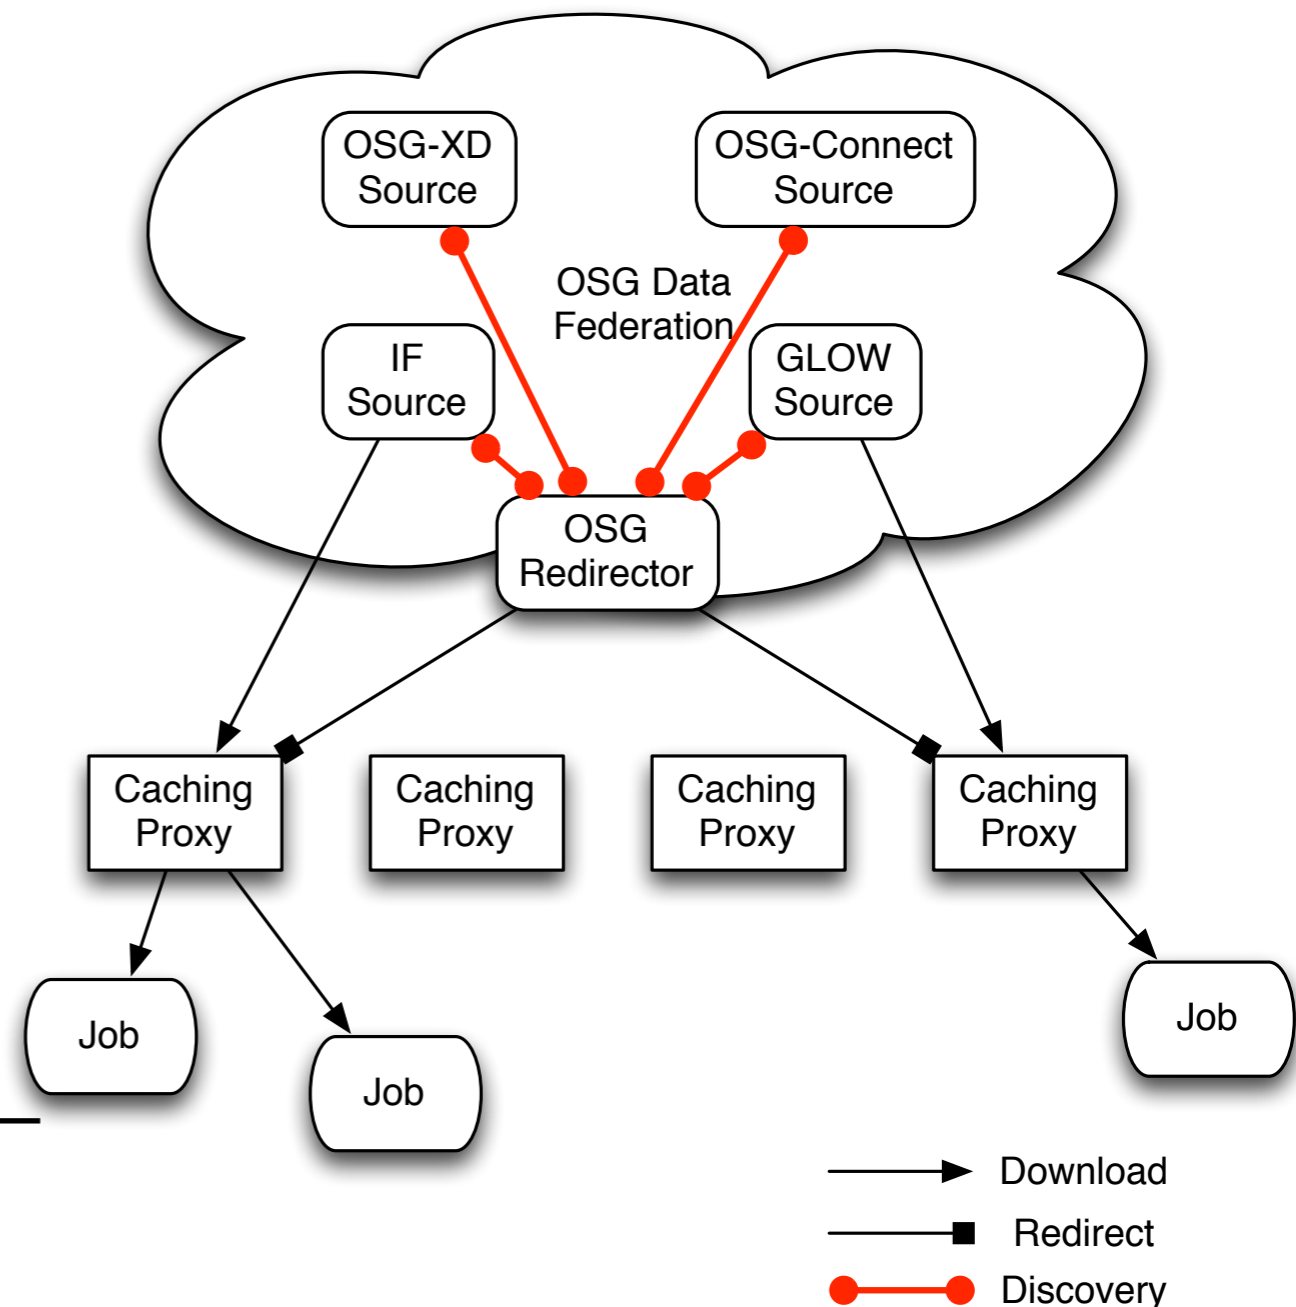 OSG-XD
Source
OSG-Connect
Source
OSG Data
Federation
IF
Source
GLOW
Source
OSG
Redirector
Caching
Proxy
Caching
Proxy
Caching
Proxy
Caching
Proxy
Job
Job
Job
Download
Redirect
Discovery